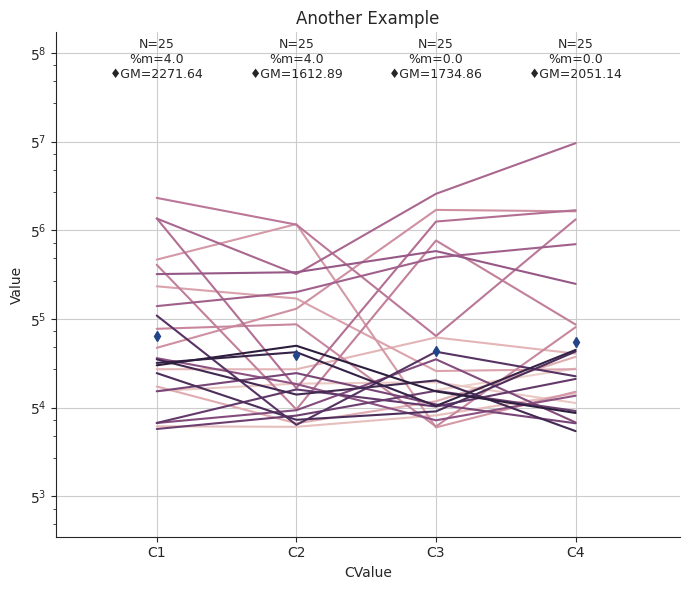 Another Example
N=25 N=25 N=25 N=25
%m=4.0 %m=4.0 %m=0.0 %m=0.0
♦GM=2271.64 ♦GM=1612.89 ♦GM=1734.86 ♦GM=2051.14
5⁸
5⁷
5⁶
5⁵
5⁴
5³
Value
C1 C2 C3 C4
CValue